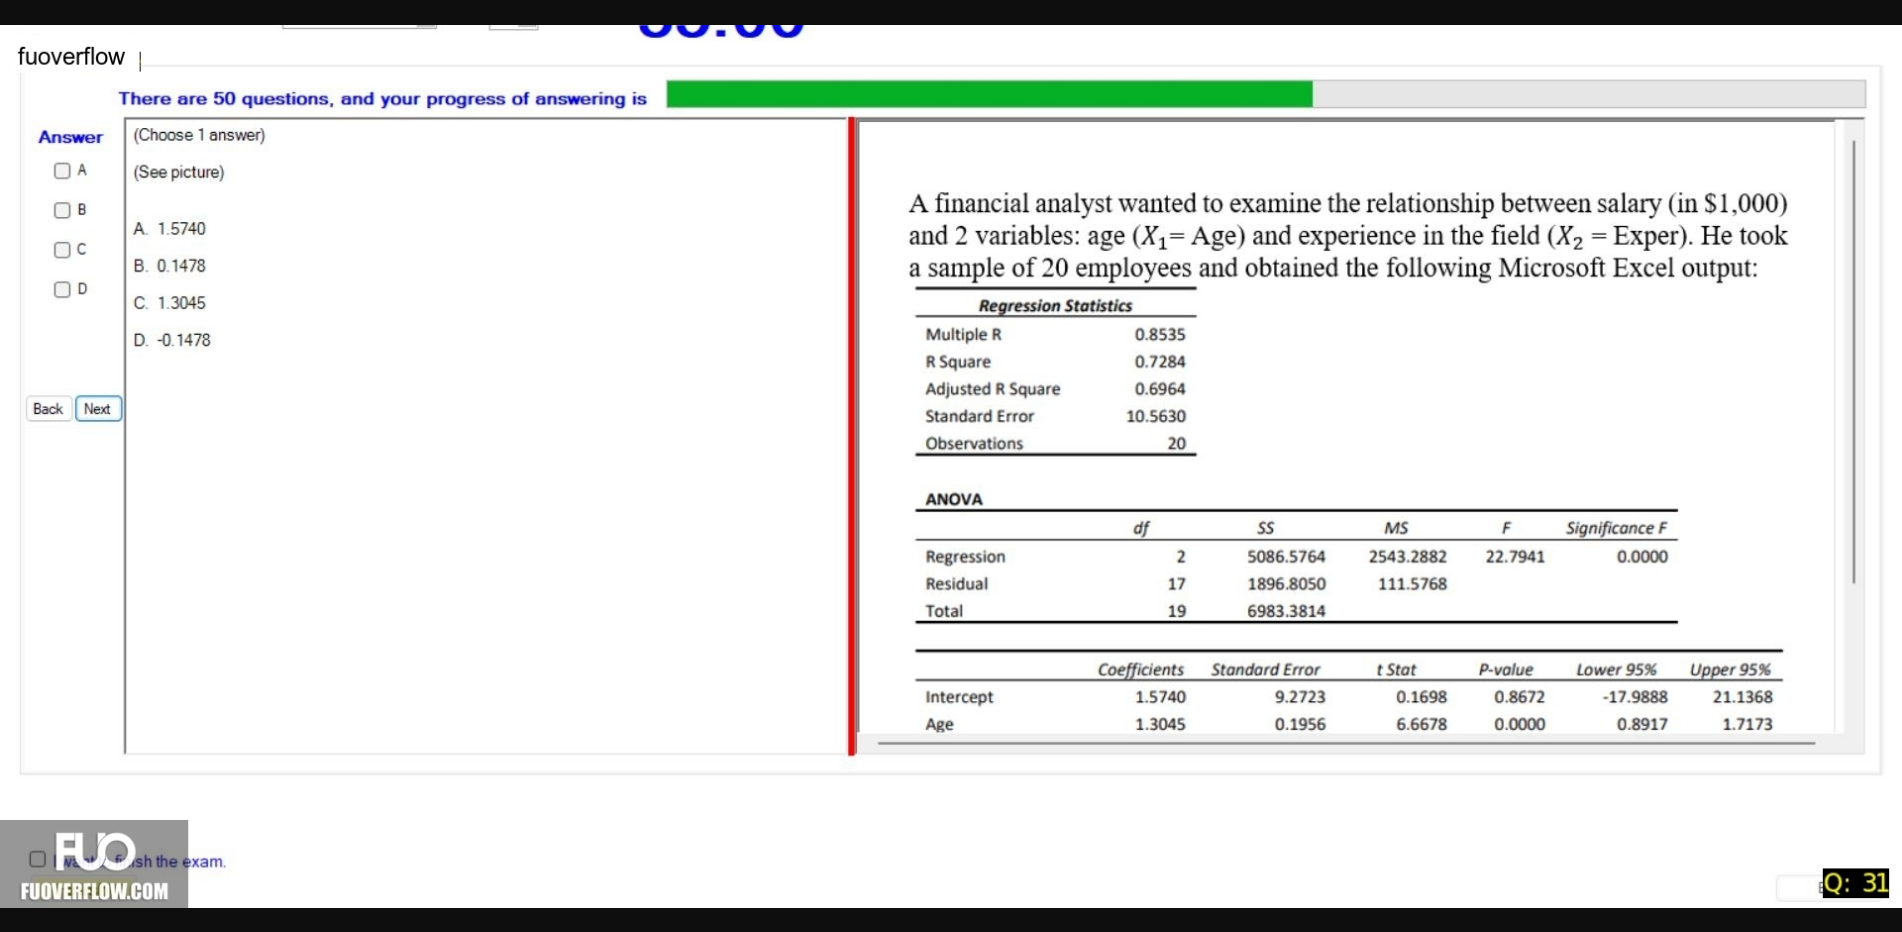 fuoverflow
There are 50 questions, and your progress of answering is
Answer
A
B
C
D
Back Next
(Choose 1 answer)
(See picture)
A. 1.5740
B. 0.1478
C. 1.3045
D. -0.1478
A financial analyst wanted to examine the relationship between salary (in $1,000)
and 2 variables: age (X₁= Age) and experience in the field (X₂ = Exper). He took
a sample of 20 employees and obtained the following Microsoft Excel output:
Regression Statistics
Multiple R 0.8535
R Square 0.7284
Adjusted R Square 0.6964
Standard Error 10.5630
Observations 20
ANOVA
df SS MS F Significance F
Regression 2 5086.5764 2543.2882 22.7941 0.0000
Residual 17 1896.8050 111.5768
Total 19 6983.3814
Coefficients Standard Error t Stat P-value Lower 95% Upper 95%
Intercept 1.5740 9.2723 0.1698 0.8672 -17.9888 21.1368
Age 1.3045 0.1956 6.6678 0.0000 0.8917 1.7173
FUO
the exam.
FUOVERFLOW.COM
Q: 31